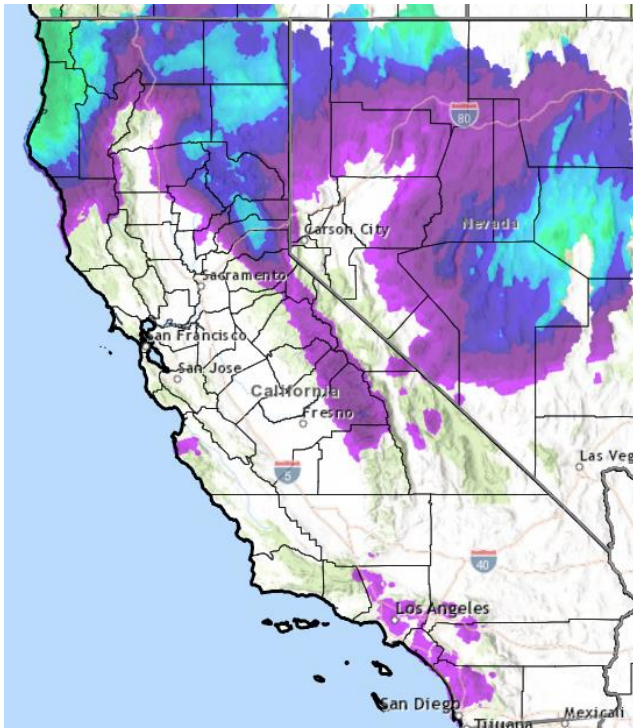 80
Nevada
Carson City
Sacramento
San Francisco
San Jose
California
Fresno
Las Veg
5
40
Los Angeles
San Diego
Mexicali
Tijuana